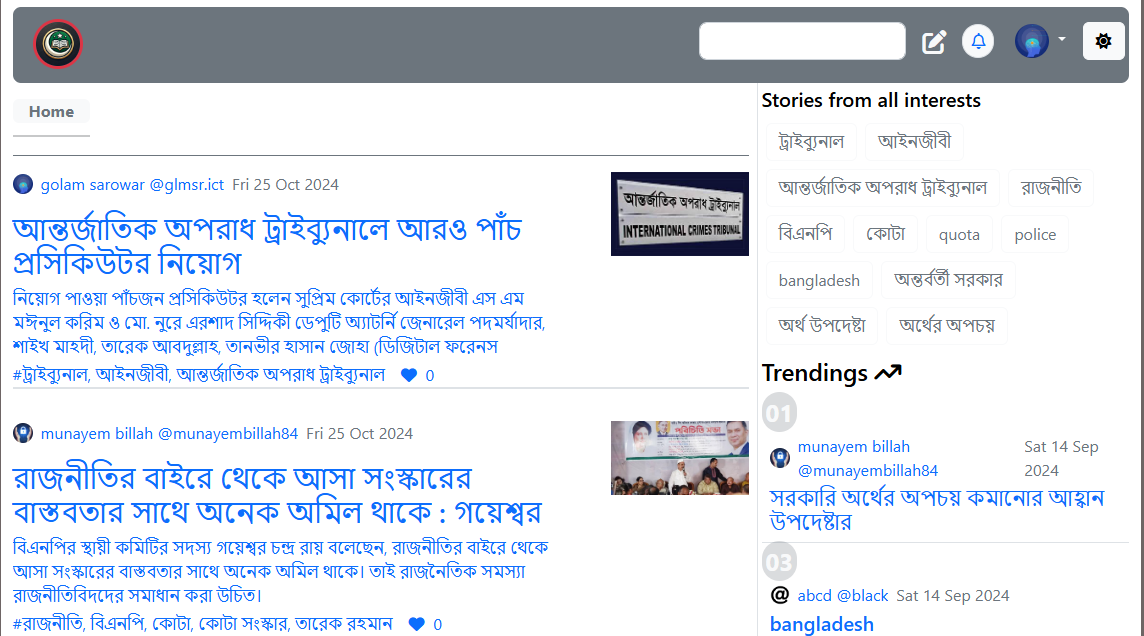 Home
golam sarowar @glmsr.ict Fri 25 Oct 2024
আন্তর্জাতিক অপরাধ ট্রাইব্যুনালে আরও পাঁচ
প্রসিকিউটর নিয়োগ
নিয়োগ পাওয়া পাঁচজন প্রসিকিউটর হলেন সুপ্রিম কোর্টের আইনজীবী এস এম
মঈনুল করিম ও মো. নুরে এরশাদ সিদ্দিকী ডেপুটি অ্যাটর্নি জেনারেল পদমর্যাদার,
শাইখ মাহদী, তারেক আবদুল্লাহ, তানভীর হাসান জোহা (ডিজিটাল ফরেনস
#ট্রাইব্যুনাল, আইনজীবী, আন্তর্জাতিক অপরাধ ট্রাইব্যুনাল 0
আন্তর্জাতিক অপরাধ ট্রাইব্যুনাল
INTERNATIONAL CRIMES TRIBUNAL
munayem billah @munayembillah84 Fri 25 Oct 2024
রাজনীতির বাইরে থেকে আসা সংস্কারের
বাস্তবতার সাথে অনেক অমিল থাকে : গয়েশ্বর
বিএনপির স্থায়ী কমিটির সদস্য গয়েশ্বর চন্দ্র রায় বলেছেন, রাজনীতির বাইরে থেকে
আসা সংস্কারের বাস্তবতার সাথে অনেক অমিল থাকে। তাই রাজনৈতিক সমস্যা
রাজনীতিবিদদের সমাধান করা উচিত।
#রাজনীতি, বিএনপি, কোটা, কোটা সংস্কার, তারেক রহমান 0
Stories from all interests
ট্রাইব্যুনাল আইনজীবী
আন্তর্জাতিক অপরাধ ট্রাইব্যুনাল রাজনীতি
বিএনপি কোটা quota police
bangladesh অন্তর্বর্তী সরকার
অর্থ উপদেষ্টা অর্থের অপচয়
Trendings
01
munayem billah Sat 14 Sep
@munayembillah84 2024
সরকারি অর্থের অপচয় কমানোর আহ্বান
উপদেষ্টার
03
abcd @black Sat 14 Sep 2024
bangladesh